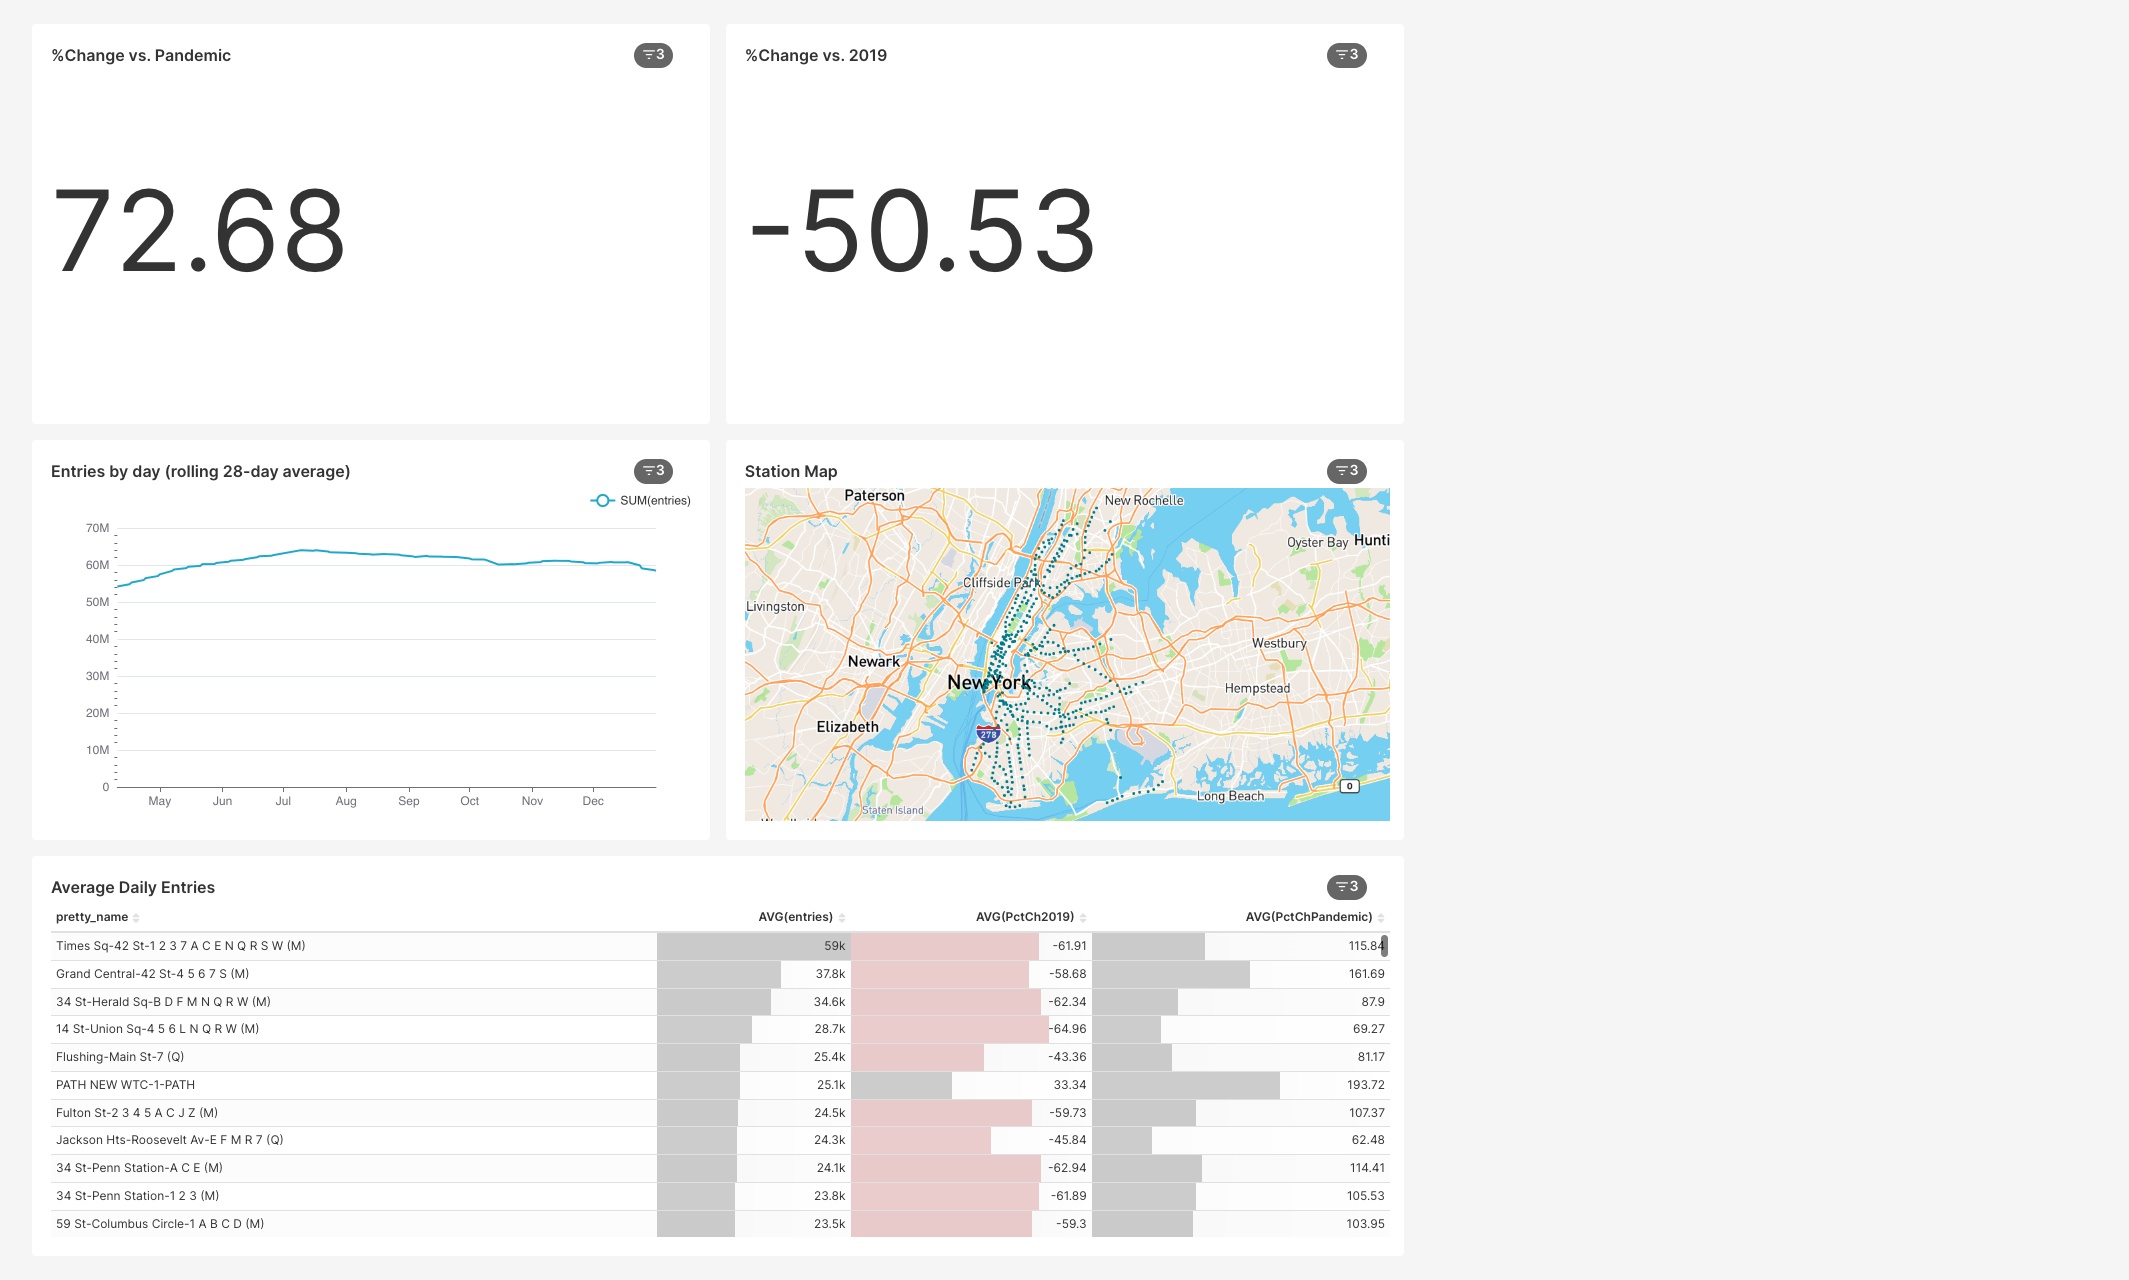 %Change vs. Pandemic
3
%Change vs. 2019
3
72.68
-50.53
Entries by day (rolling 28-day average)
3
SUM(entries)
70M
60M
50M
40M
30M
20M
10M
0
May Jun Jul Aug Sep Oct Nov Dec
Station Map
3
Paterson
New Rochelle
Oyster Bay
Hunti
Cliffside Park
Livingston
Westbury
Newark
New York
Hempstead
Elizabeth
278
Long Beach
0
Staten Island
Average Daily Entries
3
pretty_name AVG(entries) AVG(PctCh2019) AVG(PctChPandemic)
Times Sq-42 St-1 2 3 7 A C E N Q R S W (M) 59k -61.91 115.84
Grand Central-42 St-4 5 6 7 S (M) 37.8k -58.68 161.69
34 St-Herald Sq-B D F M N Q R W (M) 34.6k -62.34 87.9
14 St-Union Sq-4 5 6 L N Q R W (M) 28.7k -64.96 69.27
Flushing-Main St-7 (Q) 25.4k -43.36 81.17
PATH NEW WTC-1-PATH 25.1k 33.34 193.72
Fulton St-2 3 4 5 A C J Z (M) 24.5k -59.73 107.37
Jackson Hts-Roosevelt Av-E F M R 7 (Q) 24.3k -45.84 62.48
34 St-Penn Station-A C E (M) 24.1k -62.94 114.41
34 St-Penn Station-1 2 3 (M) 23.8k -61.89 105.53
59 St-Columbus Circle-1 A B C D (M) 23.5k -59.3 103.95